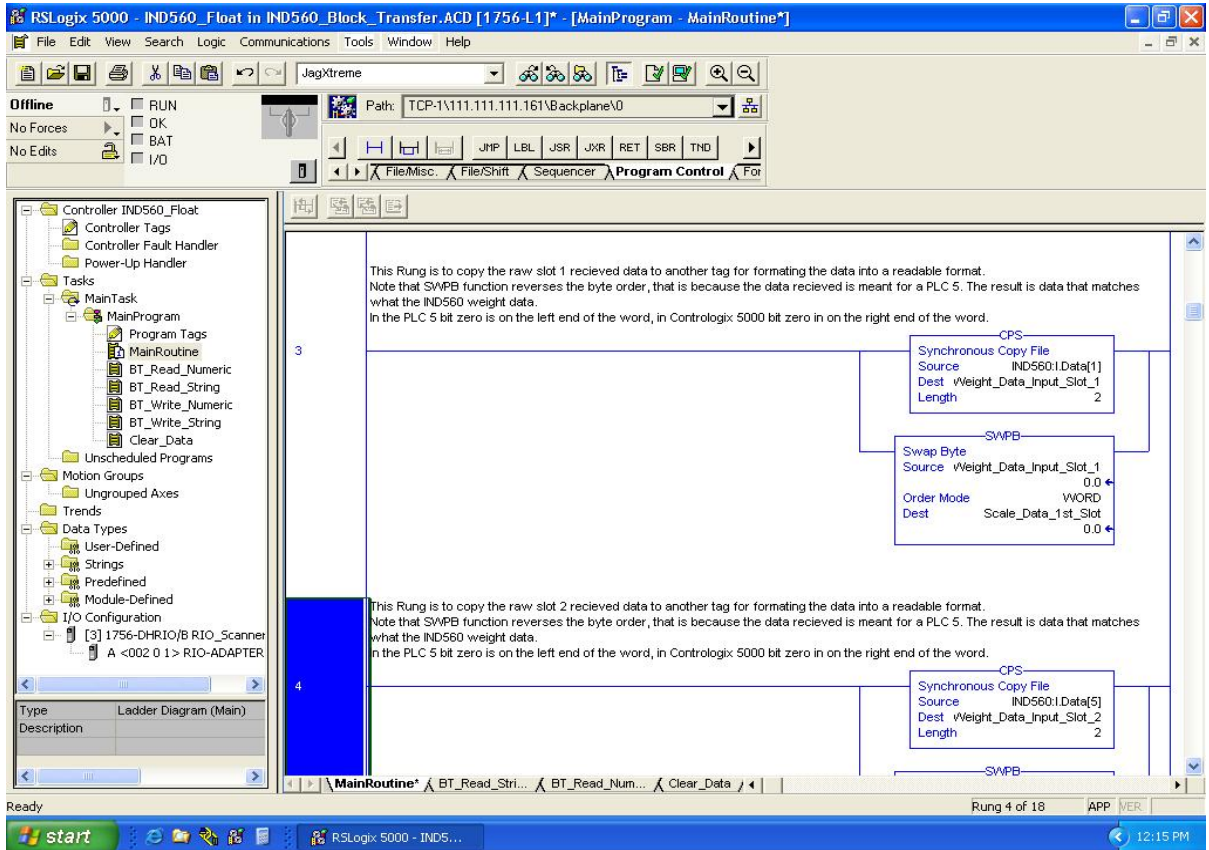 RSLogix 5000 - IND560_Float in IND560_Block_Transfer.ACD [1756-L1]* - [MainProgram - MainRoutine*]
File Edit View Search Logic Communications Tools Window Help
JagXtreme
Offline
RUN
No Forces
OK
BAT
No Edits
I/O
Path: TCP-1\111.111.111.161\Backplane\0
JMP LBL JSR JXR RET SBR TND
File/Misc. File/Shift Sequencer Program Control For
Controller IND560_Float
Controller Tags
Controller Fault Handler
Power-Up Handler
Tasks
MainTask
MainProgram
Program Tags
MainRoutine
BT_Read_Numeric
BT_Read_String
BT_Write_Numeric
BT_Write_String
Clear_Data
Unscheduled Programs
Motion Groups
Ungrouped Axes
Trends
Data Types
User-Defined
Strings
Predefined
Module-Defined
I/O Configuration
[3] 1756-DHRIO/B RIO_Scanner
A <002 0 1> RIO-ADAPTER
Type Ladder Diagram (Main)
Description
This Rung is to copy the raw slot 1 recieved data to another tag for formating the data into a readable format.
Note that SWPB function reverses the byte order, that is because the data recieved is meant for a PLC 5. The result is data that matches
what the IND560 weight data.
In the PLC 5 bit zero is on the left end of the word, in Contrologix 5000 bit zero in on the right end of the word.
3
CPS
Synchronous Copy File
Source IND560:I.Data[1]
Dest Weight_Data_Input_Slot_1
Length 2
SWPB
Swap Byte
Source Weight_Data_Input_Slot_1
0.0
Order Mode WORD
Dest Scale_Data_1st_Slot
0.0
This Rung is to copy the raw slot 2 recieved data to another tag for formating the data into a readable format.
Note that SWPB function reverses the byte order, that is because the data recieved is meant for a PLC 5. The result is data that matches
what the IND560 weight data.
In the PLC 5 bit zero is on the left end of the word, in Contrologix 5000 bit zero in on the right end of the word.
4
CPS
Synchronous Copy File
Source IND560:I.Data[5]
Dest Weight_Data_Input_Slot_2
Length 2
SWPB
MainRoutine* BT_Read_Stri... BT_Read_Num... Clear_Data
Ready
Rung 4 of 18 APP VER
start
RSLogix 5000 - IND5...
12:15 PM